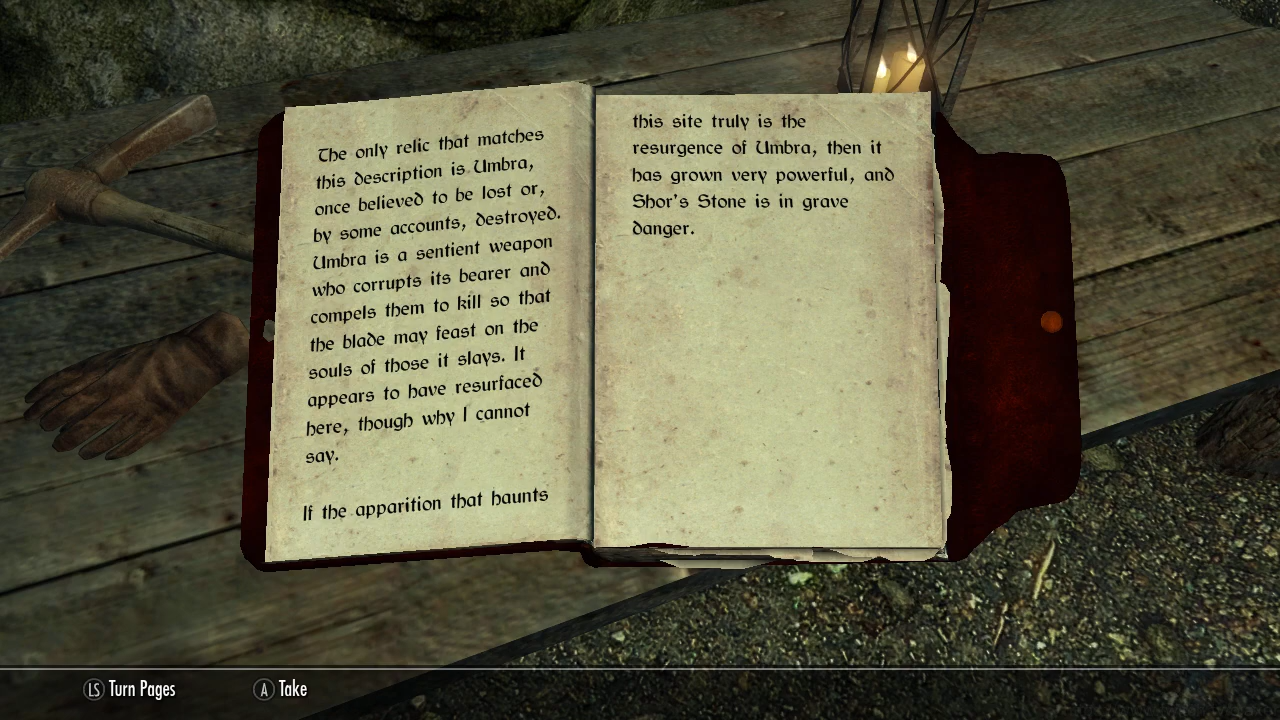 The only relic that matches
this description is Umbra,
once believed to be lost or,
by some accounts, destroyed.
Umbra is a sentient weapon
who corrupts its bearer and
compels them to kill so that
the blade may feast on the
souls of those it slays. It
appears to have resurfaced
here, though why I cannot
say.
If the apparition that haunts
this site truly is the
resurgence of Umbra, then it
has grown very powerful, and
Shor's Stone is in grave
danger.
LS Turn Pages
A Take